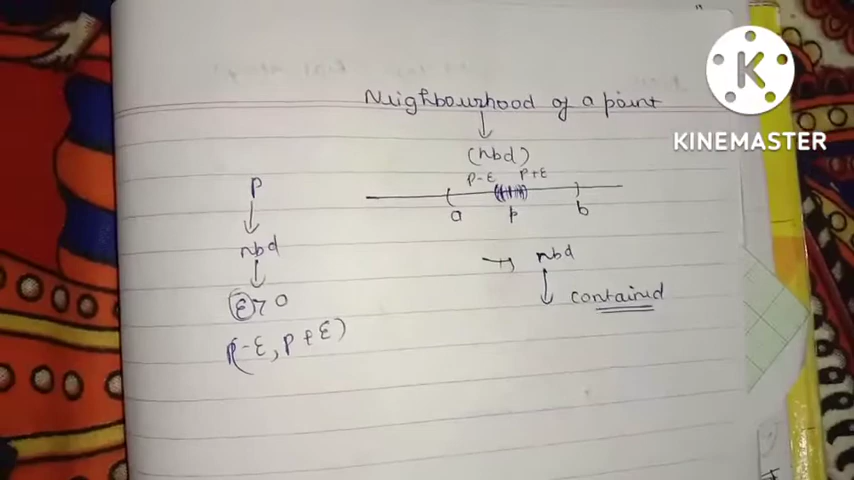 Neighbourhood of a point
(nbd)
p-ε p+ε
a p b
P
nbd
ε>0
(p-ε, p+ε)
→ nbd
contained
K
KINEMASTER